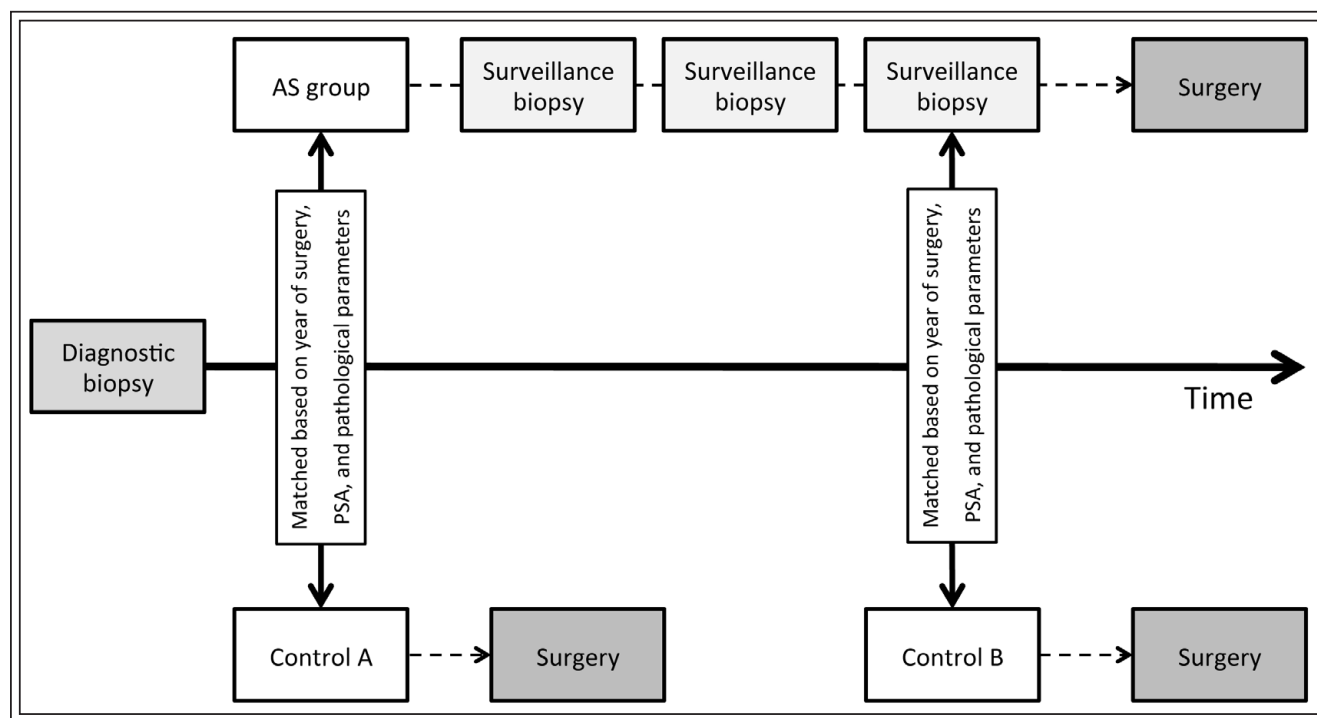 AS group
Surveillance
biopsy
Surveillance
biopsy
Surveillance
biopsy
Surgery
Matched based on year of surgery,
PSA, and pathological parameters
Matched based on year of surgery,
PSA, and pathological parameters
Diagnostic
biopsy
Time
Control A
Surgery
Control B
Surgery